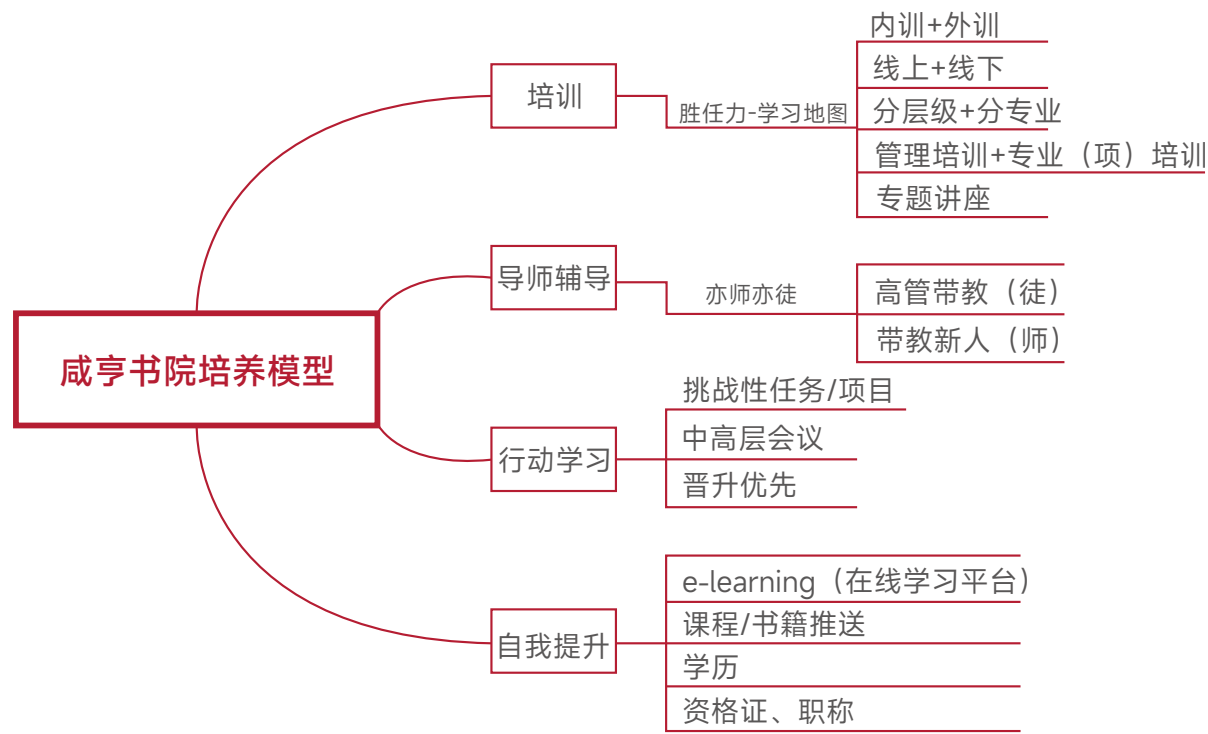 咸亨书院培养模型
培训
胜任力-学习地图
内训+外训
线上+线下
分层级+分专业
管理培训+专业（项）培训
专题讲座
导师辅导
亦师亦徒
高管带教（徒）
带教新人（师）
行动学习
挑战性任务/项目
中高层会议
晋升优先
自我提升
e-learning（在线学习平台）
课程/书籍推送
学历
资格证、职称